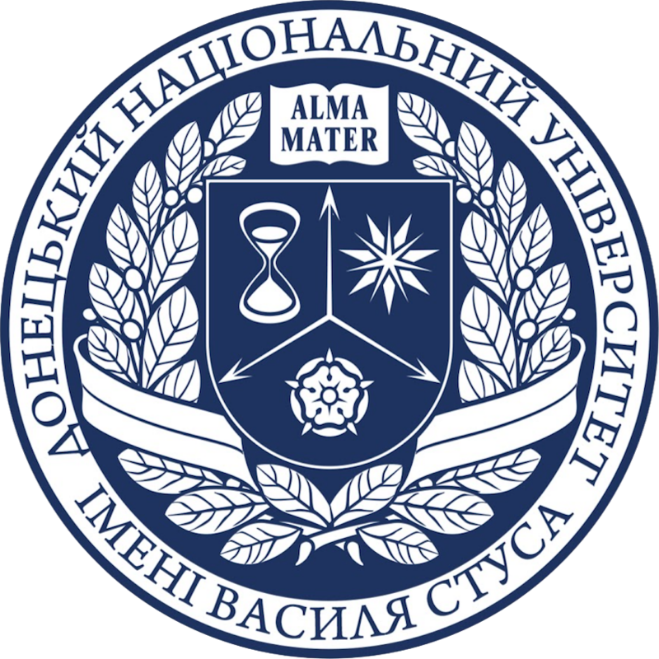 ДОНЕЦЬКИЙ НАЦІОНАЛЬНИЙ УНІВЕРСИТЕТ
ІМЕНІ ВАСИЛЯ СТУСА
ALMA
MATER